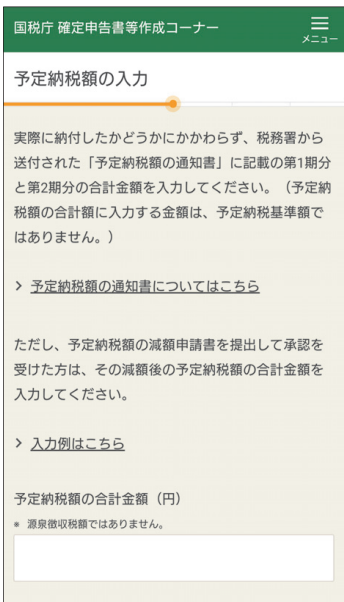 国税庁 確定申告書等作成コーナー
メニュー
予定納税額の入力
実際に納付したかどうかにかかわらず、税務署から
送付された「予定納税額の通知書」に記載の第1期分
と第2期分の合計金額を入力してください。（予定納
税額の合計額に入力する金額は、予定納税基準額で
はありません。）
> 予定納税額の通知書についてはこちら
ただし、予定納税額の減額申請書を提出して承認を
受けた方は、その減額後の予定納税額の合計金額を
入力してください。
> 入力例はこちら
予定納税額の合計金額（円）
* 源泉徴収税額ではありません。